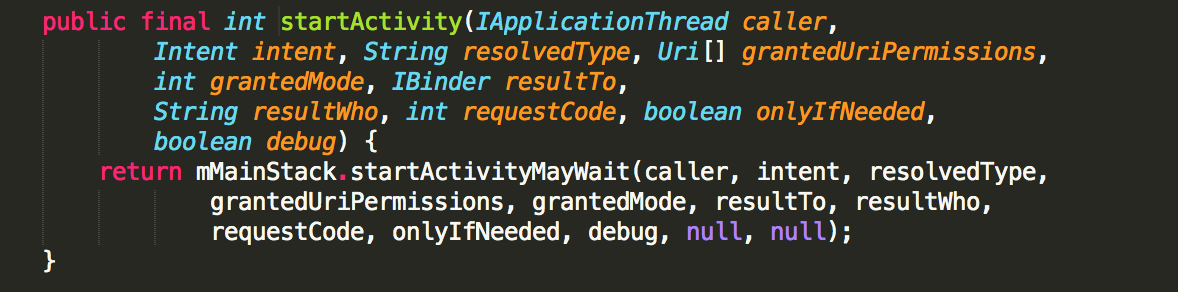 public final int startActivity(IApplicationThread caller,
Intent intent, String resolvedType, Uri[] grantedUriPermissions,
int grantedMode, IBinder resultTo,
String resultWho, int requestCode, boolean onlyIfNeeded,
boolean debug) {
return mMainStack.startActivityMayWait(caller, intent, resolvedType,
grantedUriPermissions, grantedMode, resultTo, resultWho,
requestCode, onlyIfNeeded, debug, null, null);
}